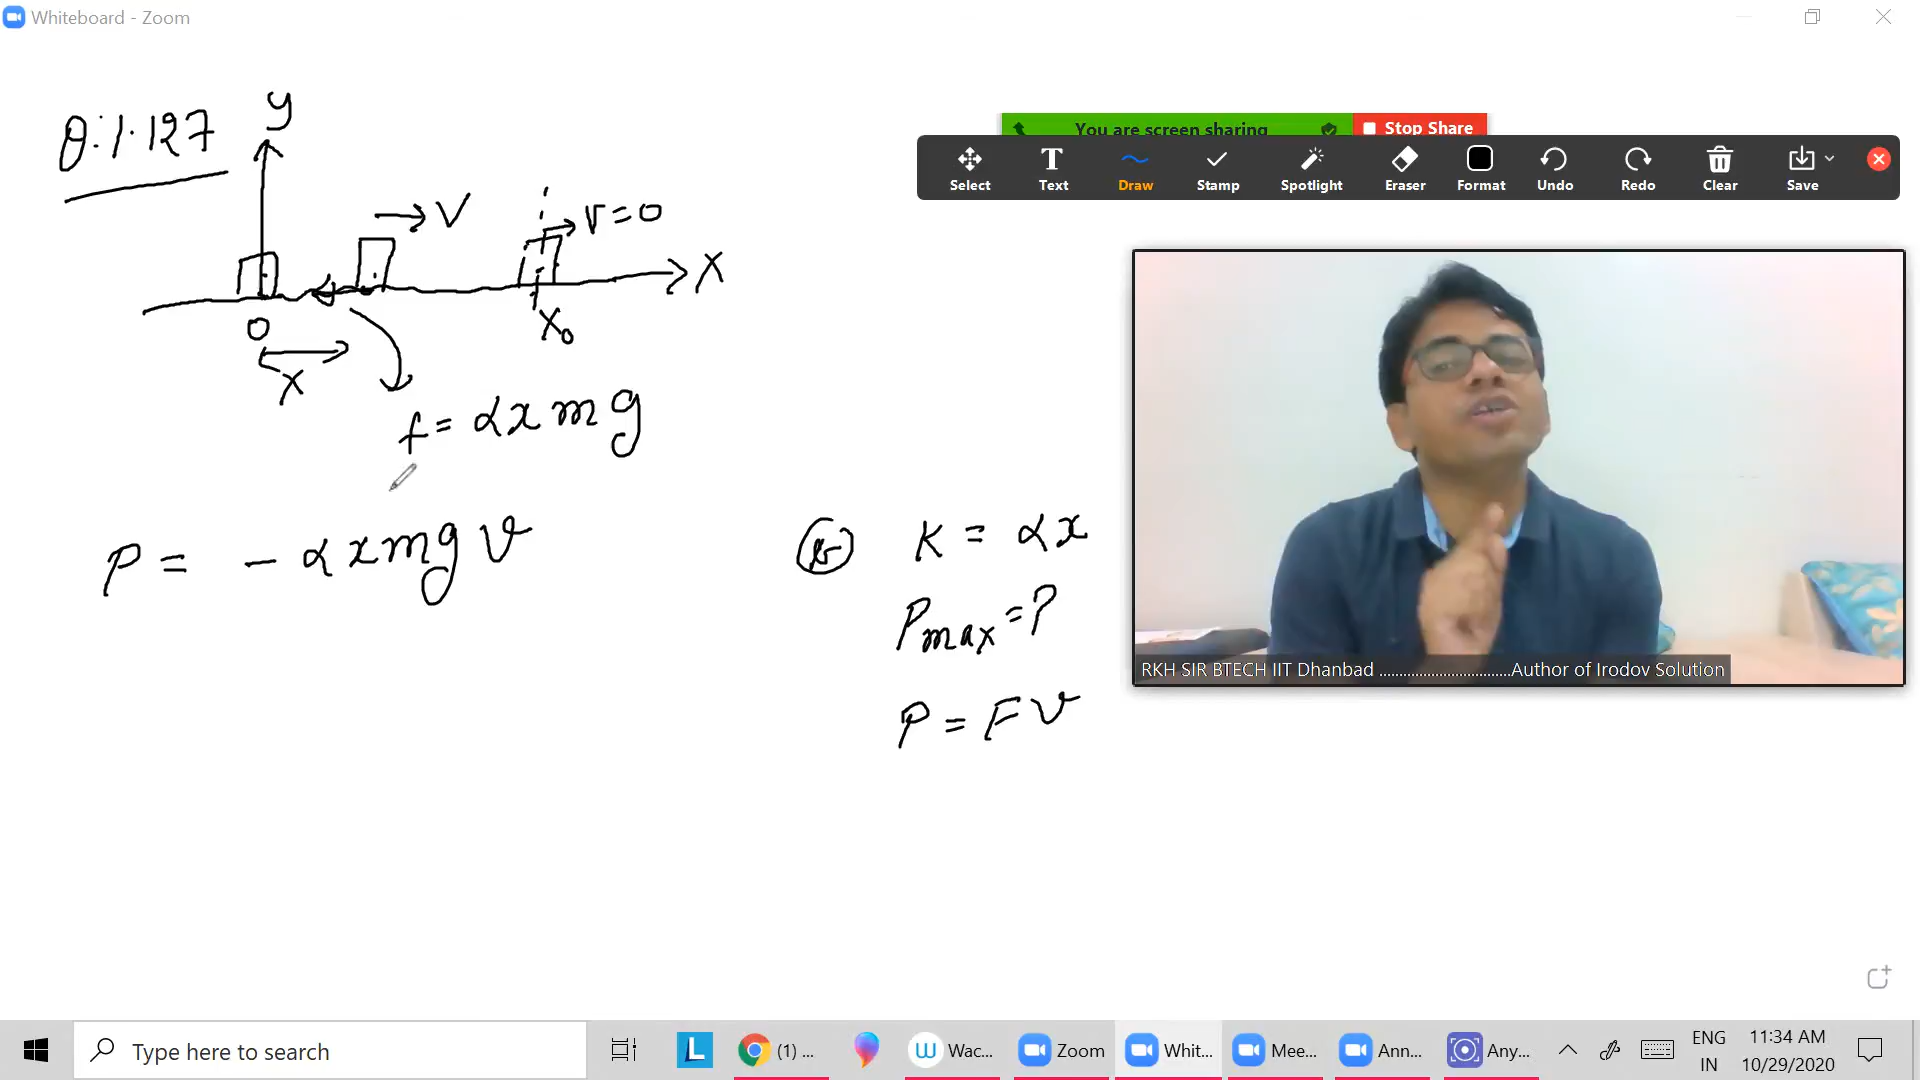 Whiteboard - Zoom
Q:1.127
y
V
V=0
X
0
X₀
X
f = αxmg
P = - αxmgv
(b) K = αx
Pmax = ?
P = Fv
You are screen sharing
Stop Share
Select Text Draw Stamp Spotlight Eraser Format Undo Redo Clear Save
RKH SIR BTECH IIT Dhanbad .................................Author of Irodov Solution
Type here to search
L
(1) ...
W Wac...
Zoom
Whit...
Mee...
Ann...
Any...
ENG
IN
11:34 AM
10/29/2020